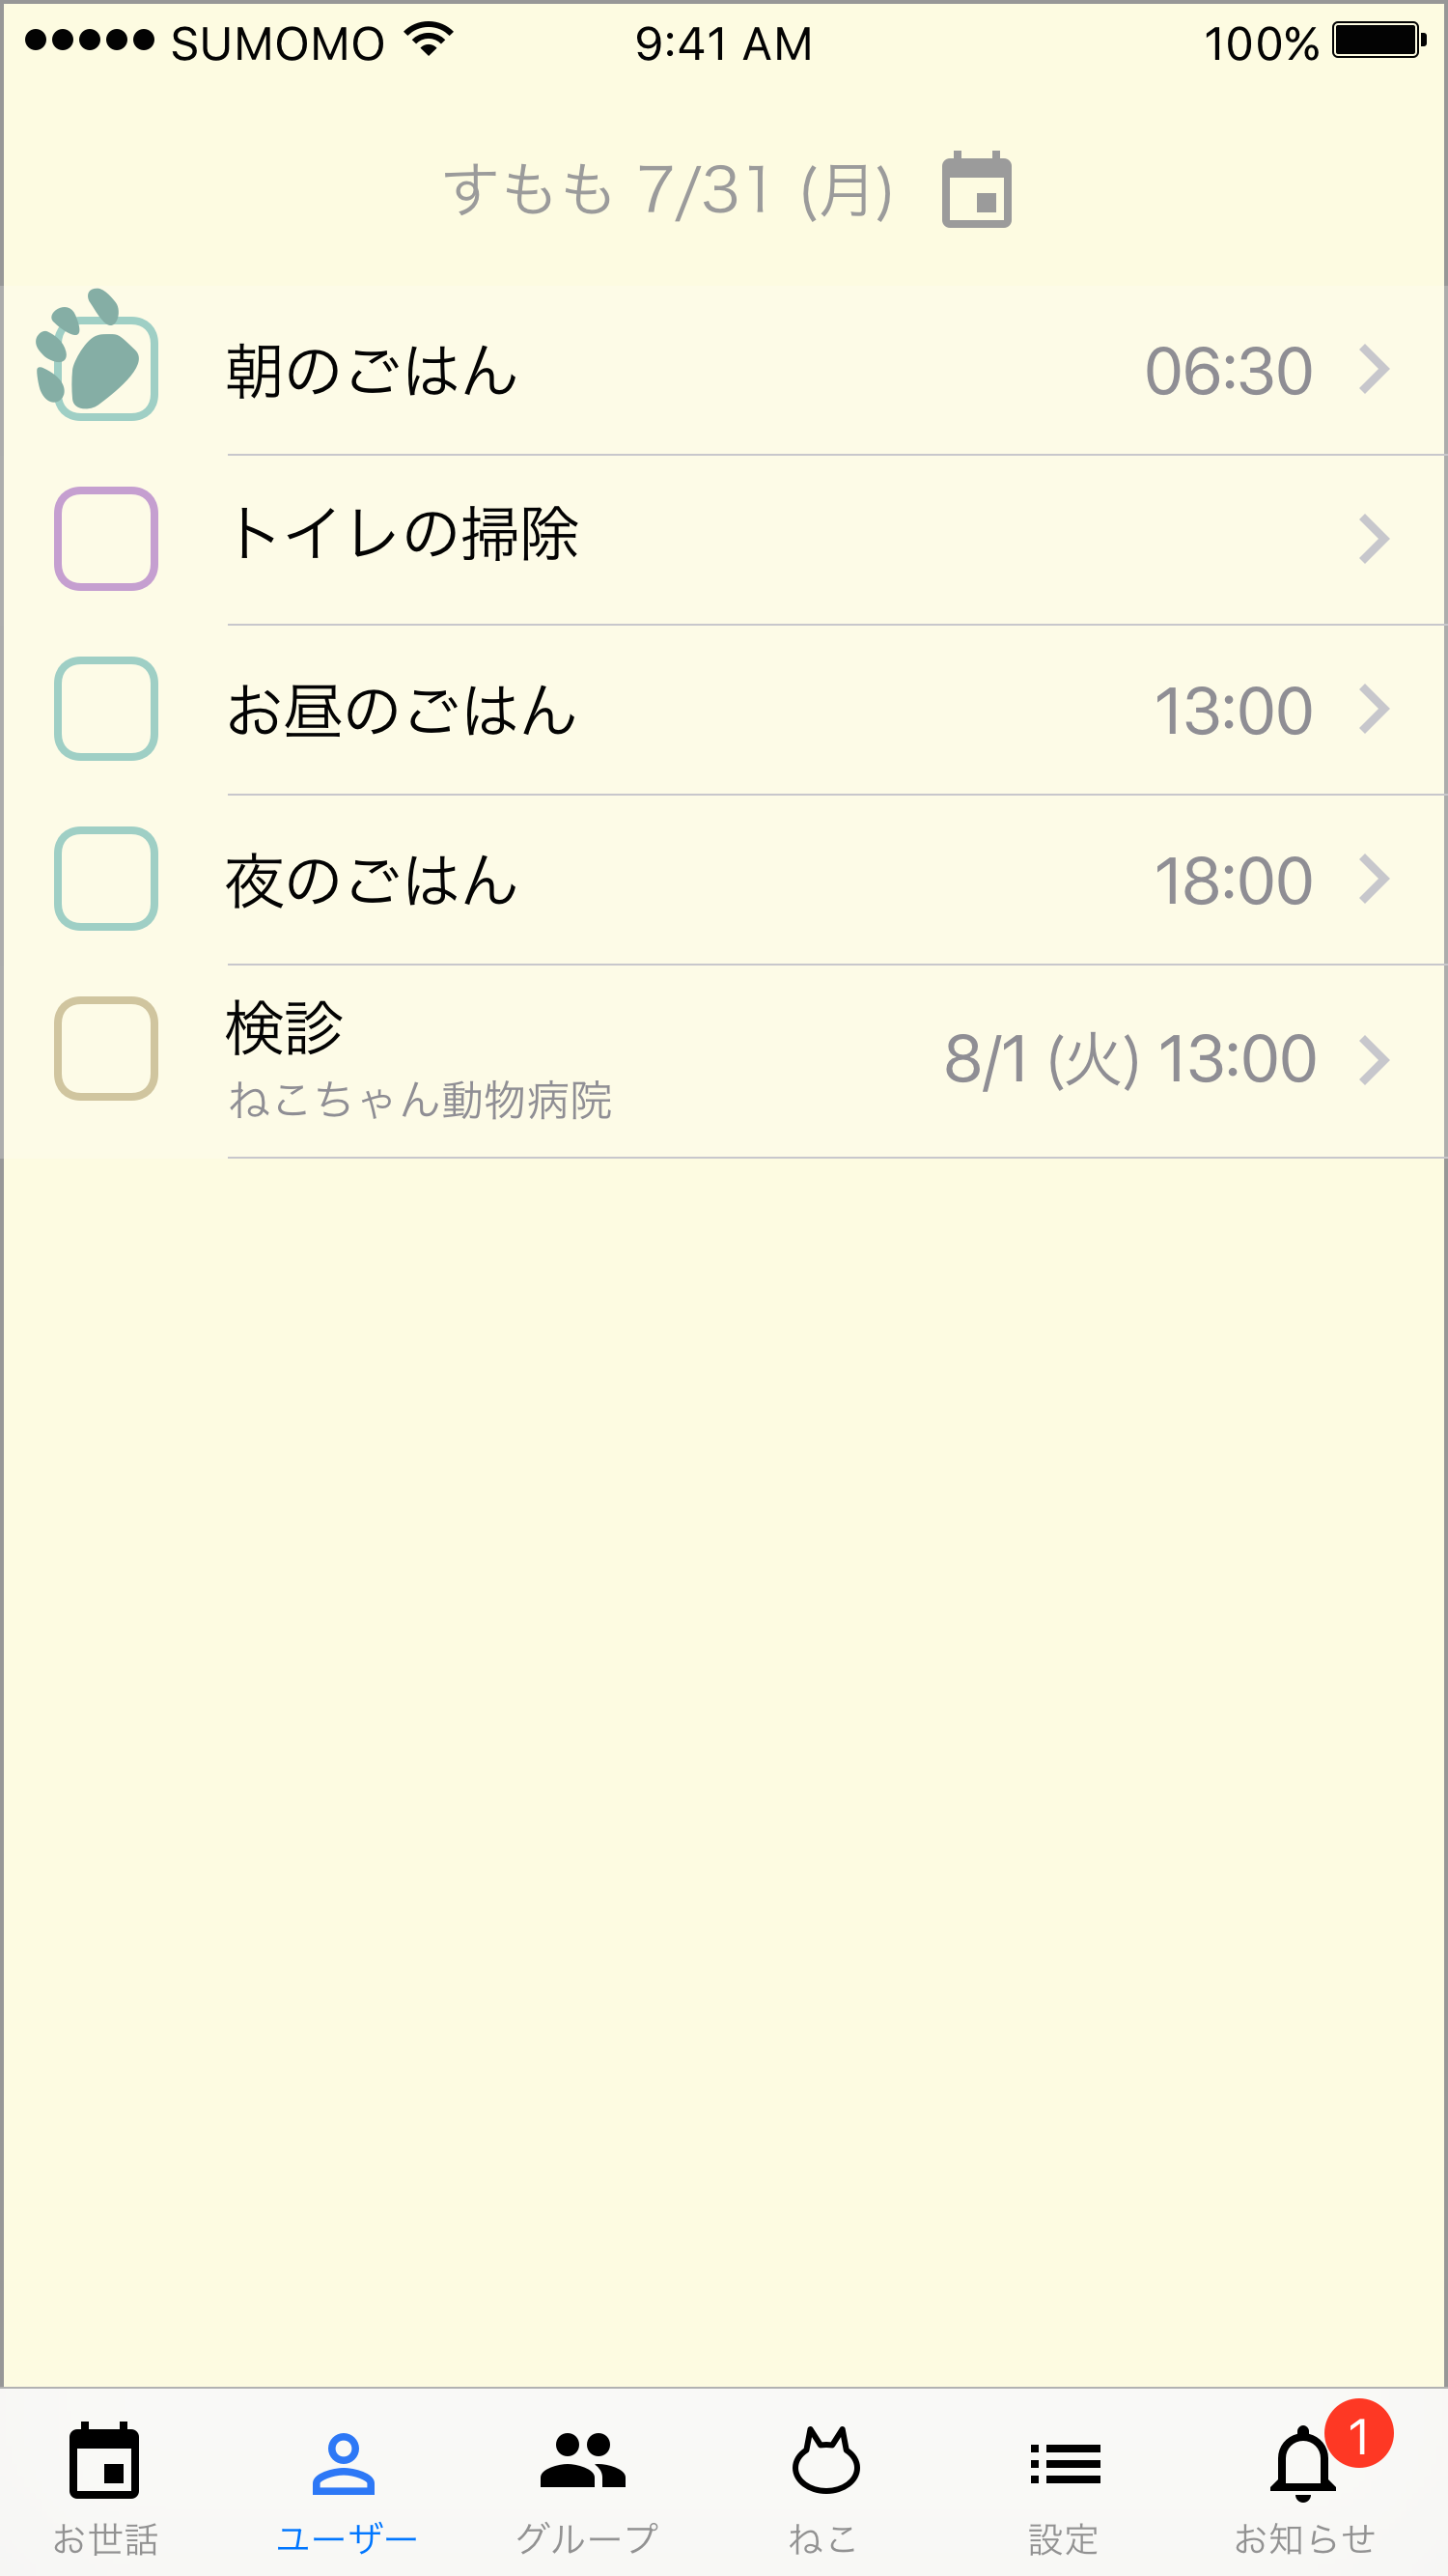 SUMOMO 9:41 AM 100%
すもも 7/31 (月)
朝のごはん 06:30
トイレの掃除
お昼のごはん 13:00
夜のごはん 18:00
検診 8/1 (火) 13:00
ねこちゃん動物病院
1
お世話 ユーザー グループ ねこ 設定 お知らせ